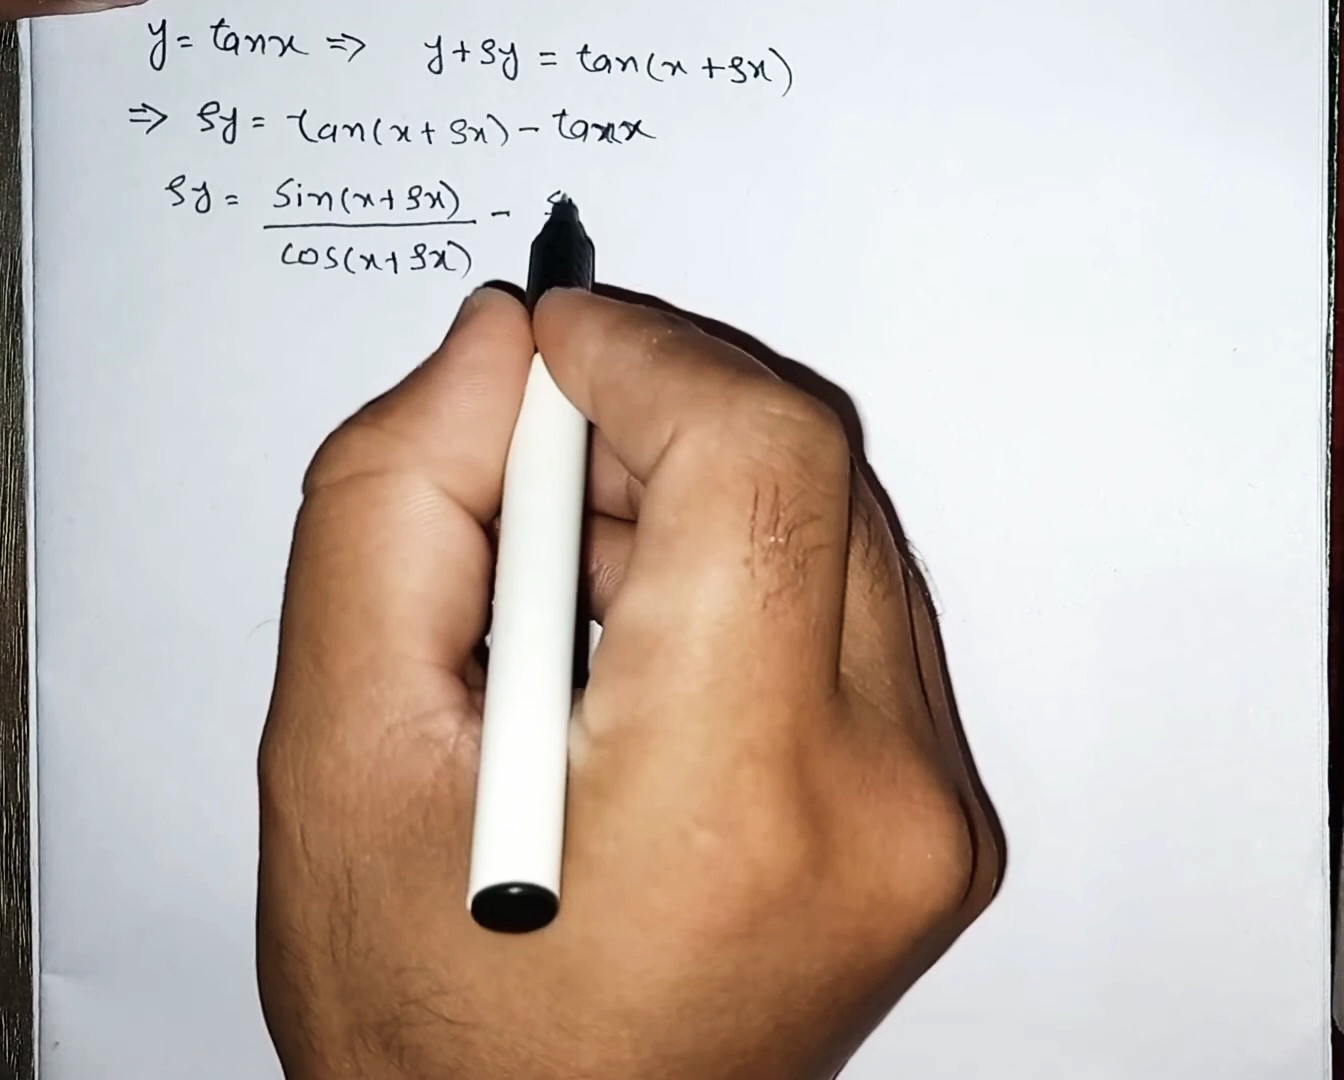 y = tanx ⇒ y+δy = tan(x+δx)
⇒ δy = tan(x+δx) - tanx
δy = sin(x+δx)/cos(x+δx) - s